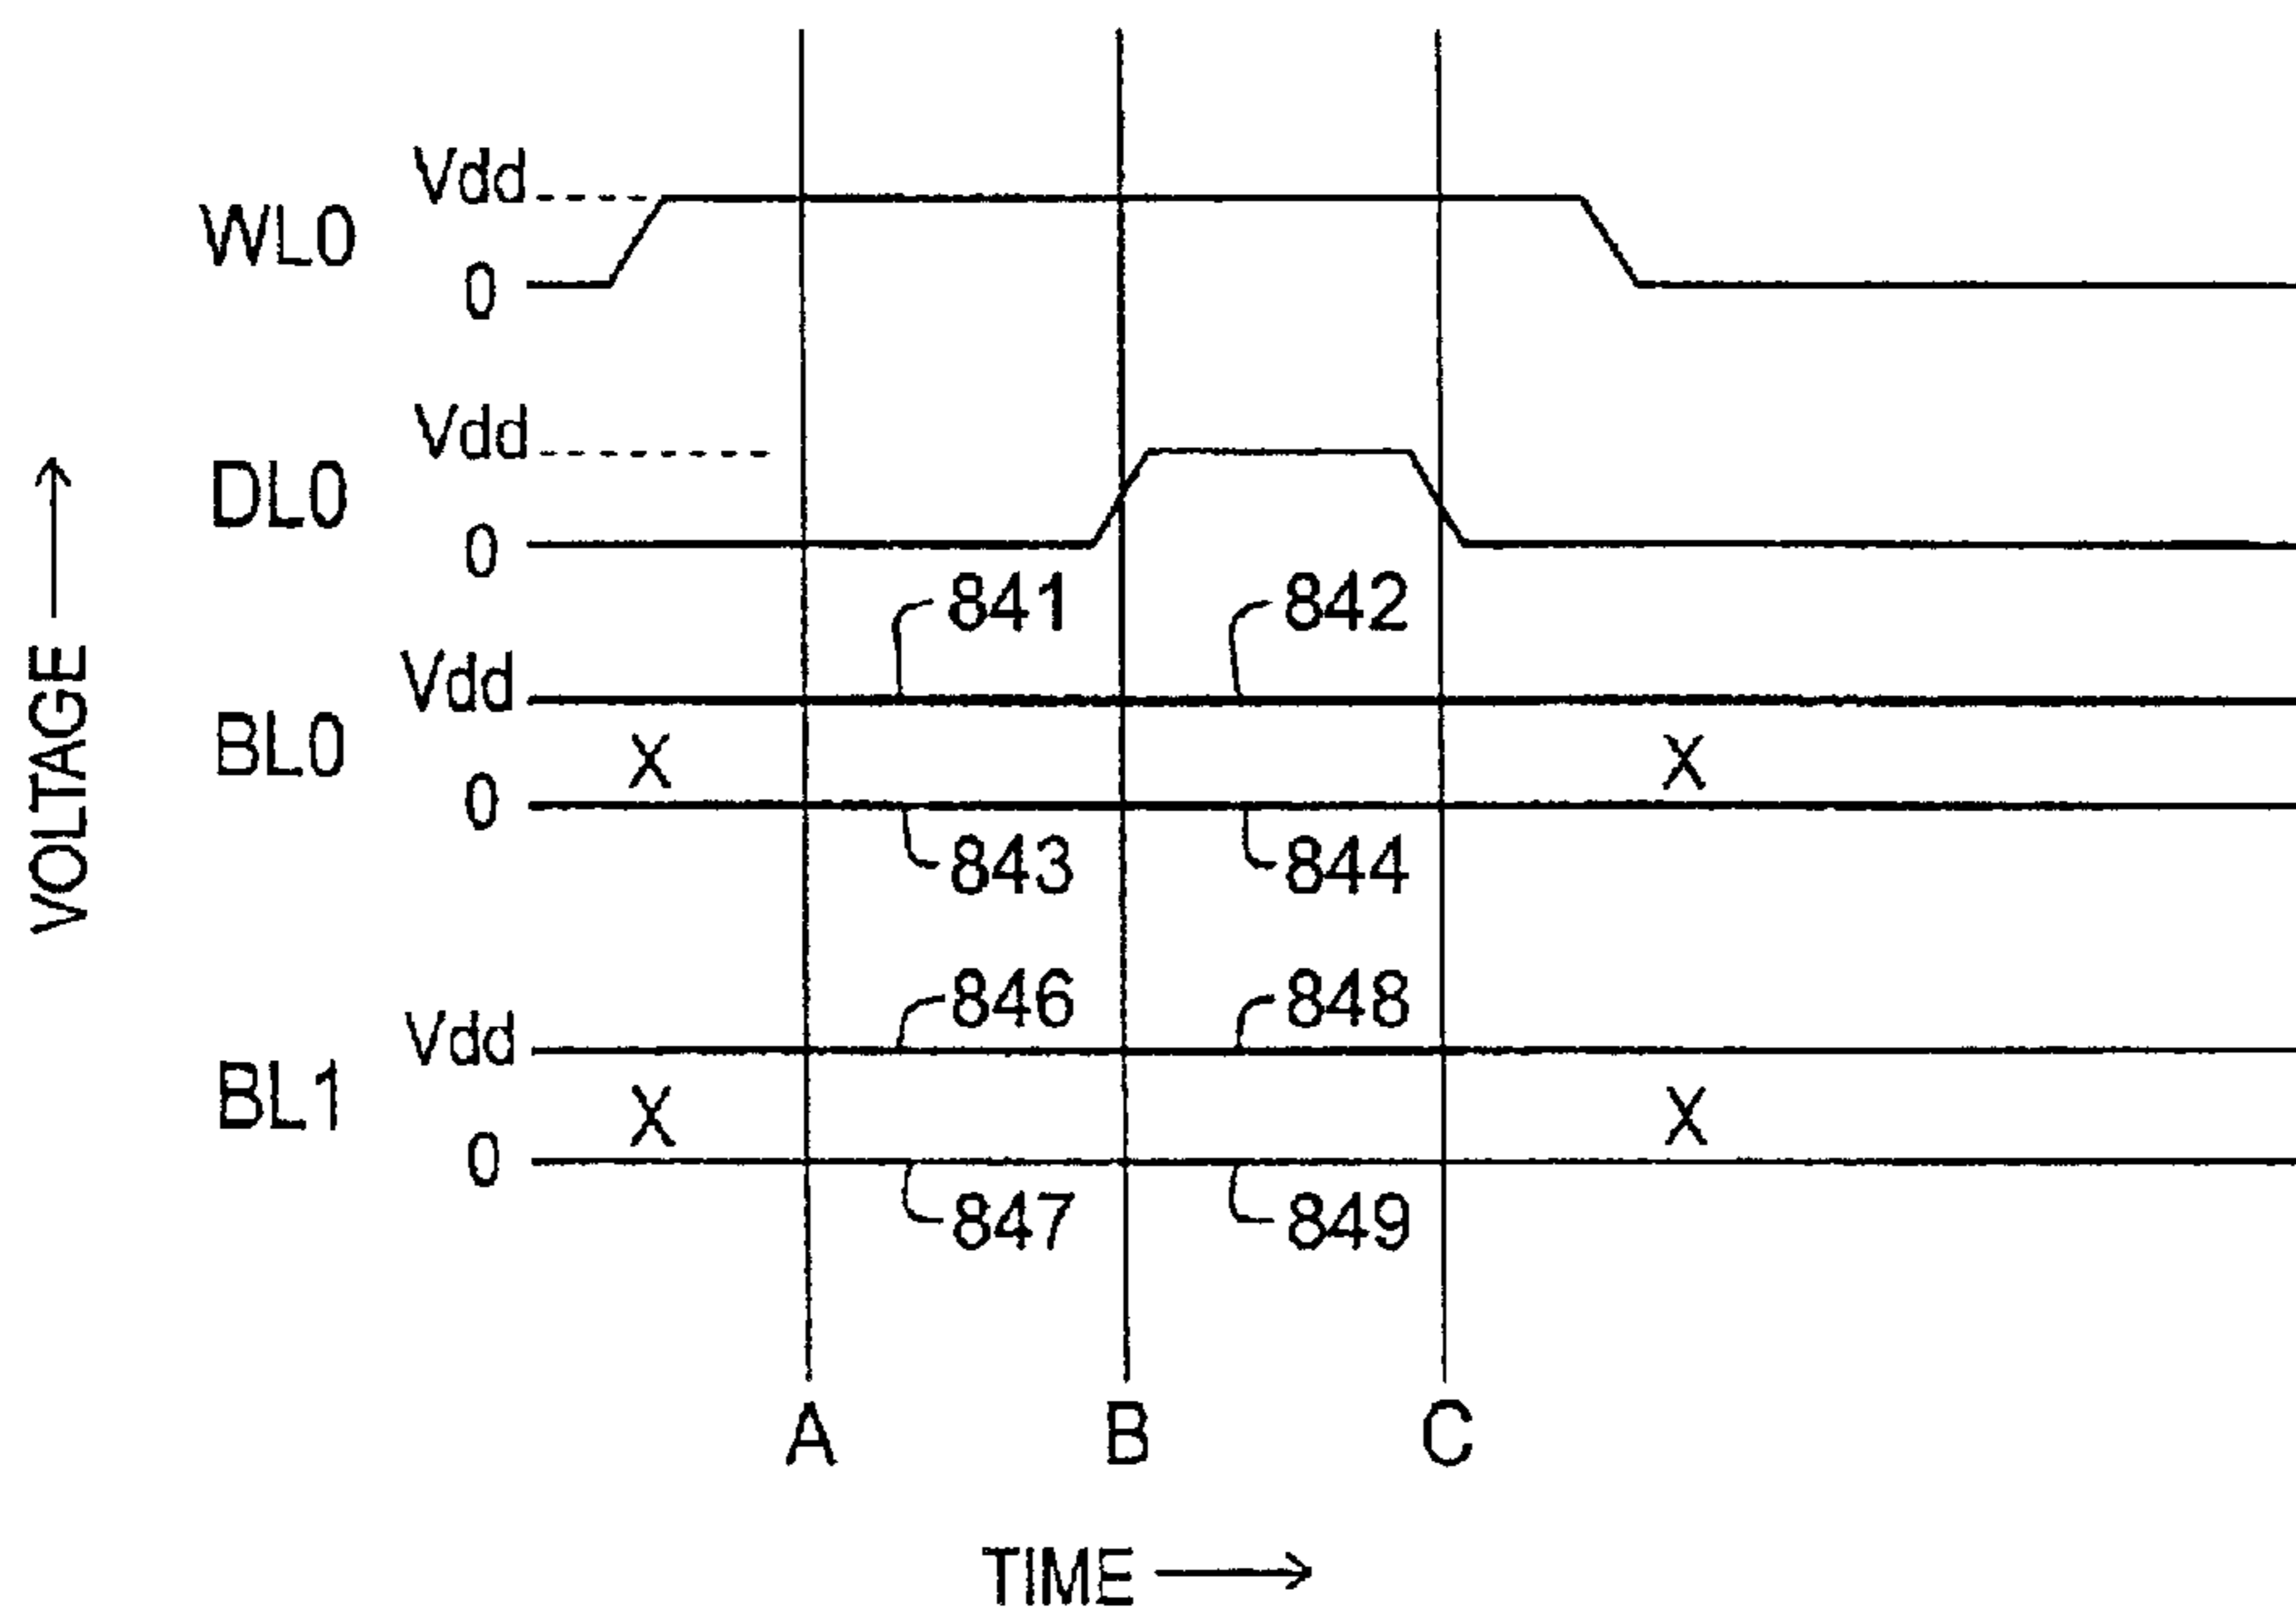 Vdd
WL0
0
Vdd
DL0
0
841
842
Vdd
BL0
X
X
0
843
844
846
848
Vdd
BL1
X
X
0
847
849
A
B
C
VOLTAGE
TIME